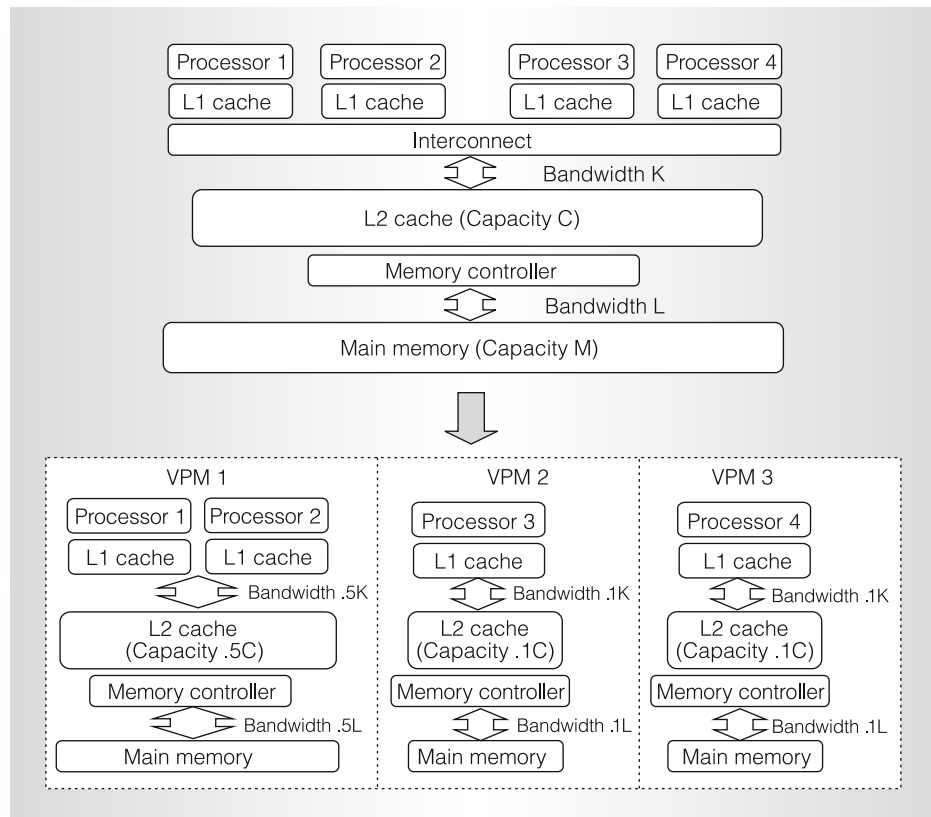 Processor 1 Processor 2 Processor 3 Processor 4
L1 cache L1 cache L1 cache L1 cache
Interconnect
Bandwidth K
L2 cache (Capacity C)
Memory controller
Bandwidth L
Main memory (Capacity M)
VPM 1
Processor 1 Processor 2
L1 cache L1 cache
Bandwidth .5K
L2 cache
(Capacity .5C)
Memory controller
Bandwidth .5L
Main memory
VPM 2
Processor 3
L1 cache
Bandwidth .1K
L2 cache
(Capacity .1C)
Memory controller
Bandwidth .1L
Main memory
VPM 3
Processor 4
L1 cache
Bandwidth .1K
L2 cache
(Capacity .1C)
Memory controller
Bandwidth .1L
Main memory